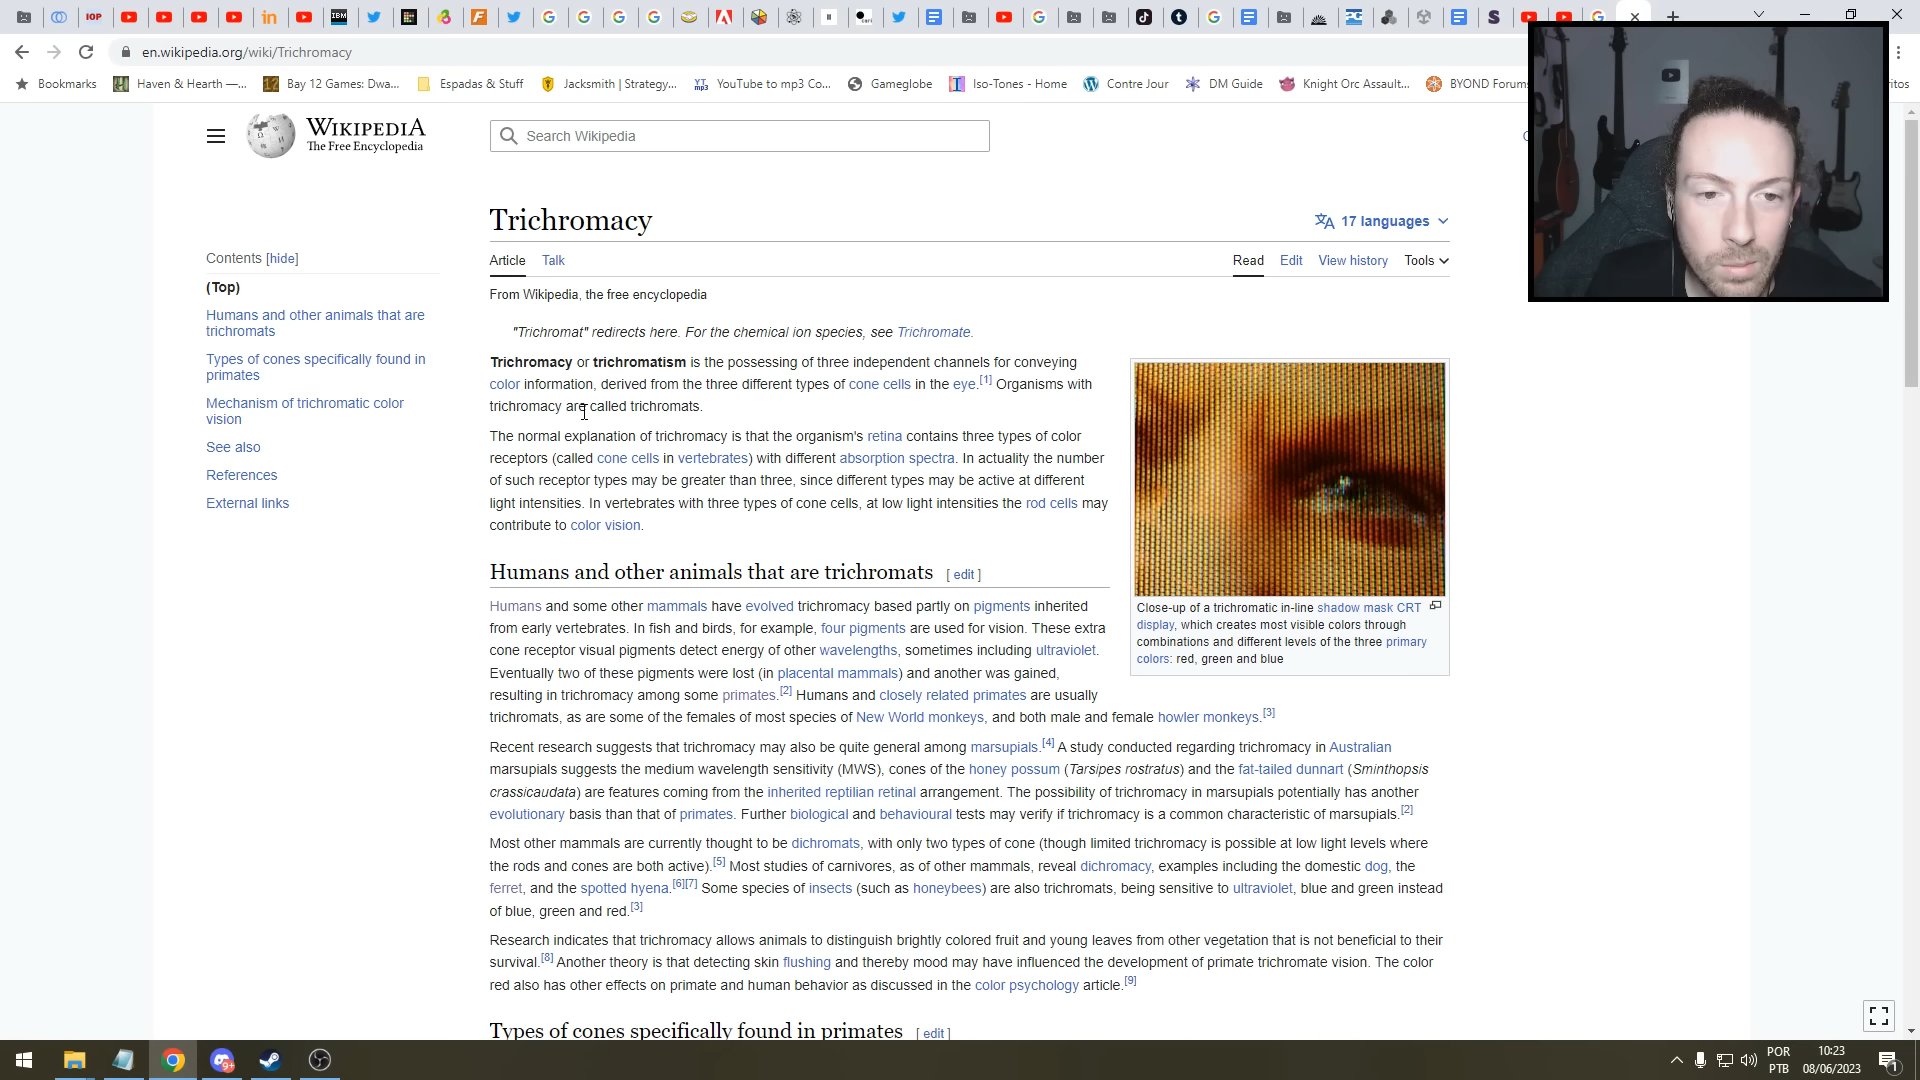 en.wikipedia.org/wiki/Trichromacy
Bookmarks
Haven & Hearth —...
Bay 12 Games: Dwa...
Espadas & Stuff
Jacksmith | Strategy...
YouTube to mp3 Co...
Gameglobe
Iso-Tones - Home
Contre Jour
DM Guide
Knight Orc Assault...
BYOND Forums
WIKIPEDIA
The Free Encyclopedia
Search Wikipedia
Trichromacy
17 languages
Article Talk
Read Edit View history Tools
From Wikipedia, the free encyclopedia
Contents [hide]
(Top)
Humans and other animals that are
trichromats
Types of cones specifically found in
primates
Mechanism of trichromatic color
vision
See also
References
External links
"Trichromat" redirects here. For the chemical ion species, see Trichromate.
Trichromacy or trichromatism is the possessing of three independent channels for conveying
color information, derived from the three different types of cone cells in the eye.[1] Organisms with
trichromacy are called trichromats.
The normal explanation of trichromacy is that the organism's retina contains three types of color
receptors (called cone cells in vertebrates) with different absorption spectra. In actuality the number
of such receptor types may be greater than three, since different types may be active at different
light intensities. In vertebrates with three types of cone cells, at low light intensities the rod cells may
contribute to color vision.
Close-up of a trichromatic in-line shadow mask CRT
display, which creates most visible colors through
combinations and different levels of the three primary
colors: red, green and blue
Humans and other animals that are trichromats [ edit ]
Humans and some other mammals have evolved trichromacy based partly on pigments inherited
from early vertebrates. In fish and birds, for example, four pigments are used for vision. These extra
cone receptor visual pigments detect energy of other wavelengths, sometimes including ultraviolet.
Eventually two of these pigments were lost (in placental mammals) and another was gained,
resulting in trichromacy among some primates.[2] Humans and closely related primates are usually
trichromats, as are some of the females of most species of New World monkeys, and both male and female howler monkeys.[3]
Recent research suggests that trichromacy may also be quite general among marsupials.[4] A study conducted regarding trichromacy in Australian
marsupials suggests the medium wavelength sensitivity (MWS), cones of the honey possum (Tarsipes rostratus) and the fat-tailed dunnart (Sminthopsis
crassicaudata) are features coming from the inherited reptilian retinal arrangement. The possibility of trichromacy in marsupials potentially has another
evolutionary basis than that of primates. Further biological and behavioural tests may verify if trichromacy is a common characteristic of marsupials.[2]
Most other mammals are currently thought to be dichromats, with only two types of cone (though limited trichromacy is possible at low light levels where
the rods and cones are both active).[5] Most studies of carnivores, as of other mammals, reveal dichromacy, examples including the domestic dog, the
ferret, and the spotted hyena.[6][7] Some species of insects (such as honeybees) are also trichromats, being sensitive to ultraviolet, blue and green instead
of blue, green and red.[3]
Research indicates that trichromacy allows animals to distinguish brightly colored fruit and young leaves from other vegetation that is not beneficial to their
survival.[8] Another theory is that detecting skin flushing and thereby mood may have influenced the development of primate trichromate vision. The color
red also has other effects on primate and human behavior as discussed in the color psychology article.[9]
Types of cones specifically found in primates [ edit ]
POR
PTB
10:23
08/06/2023